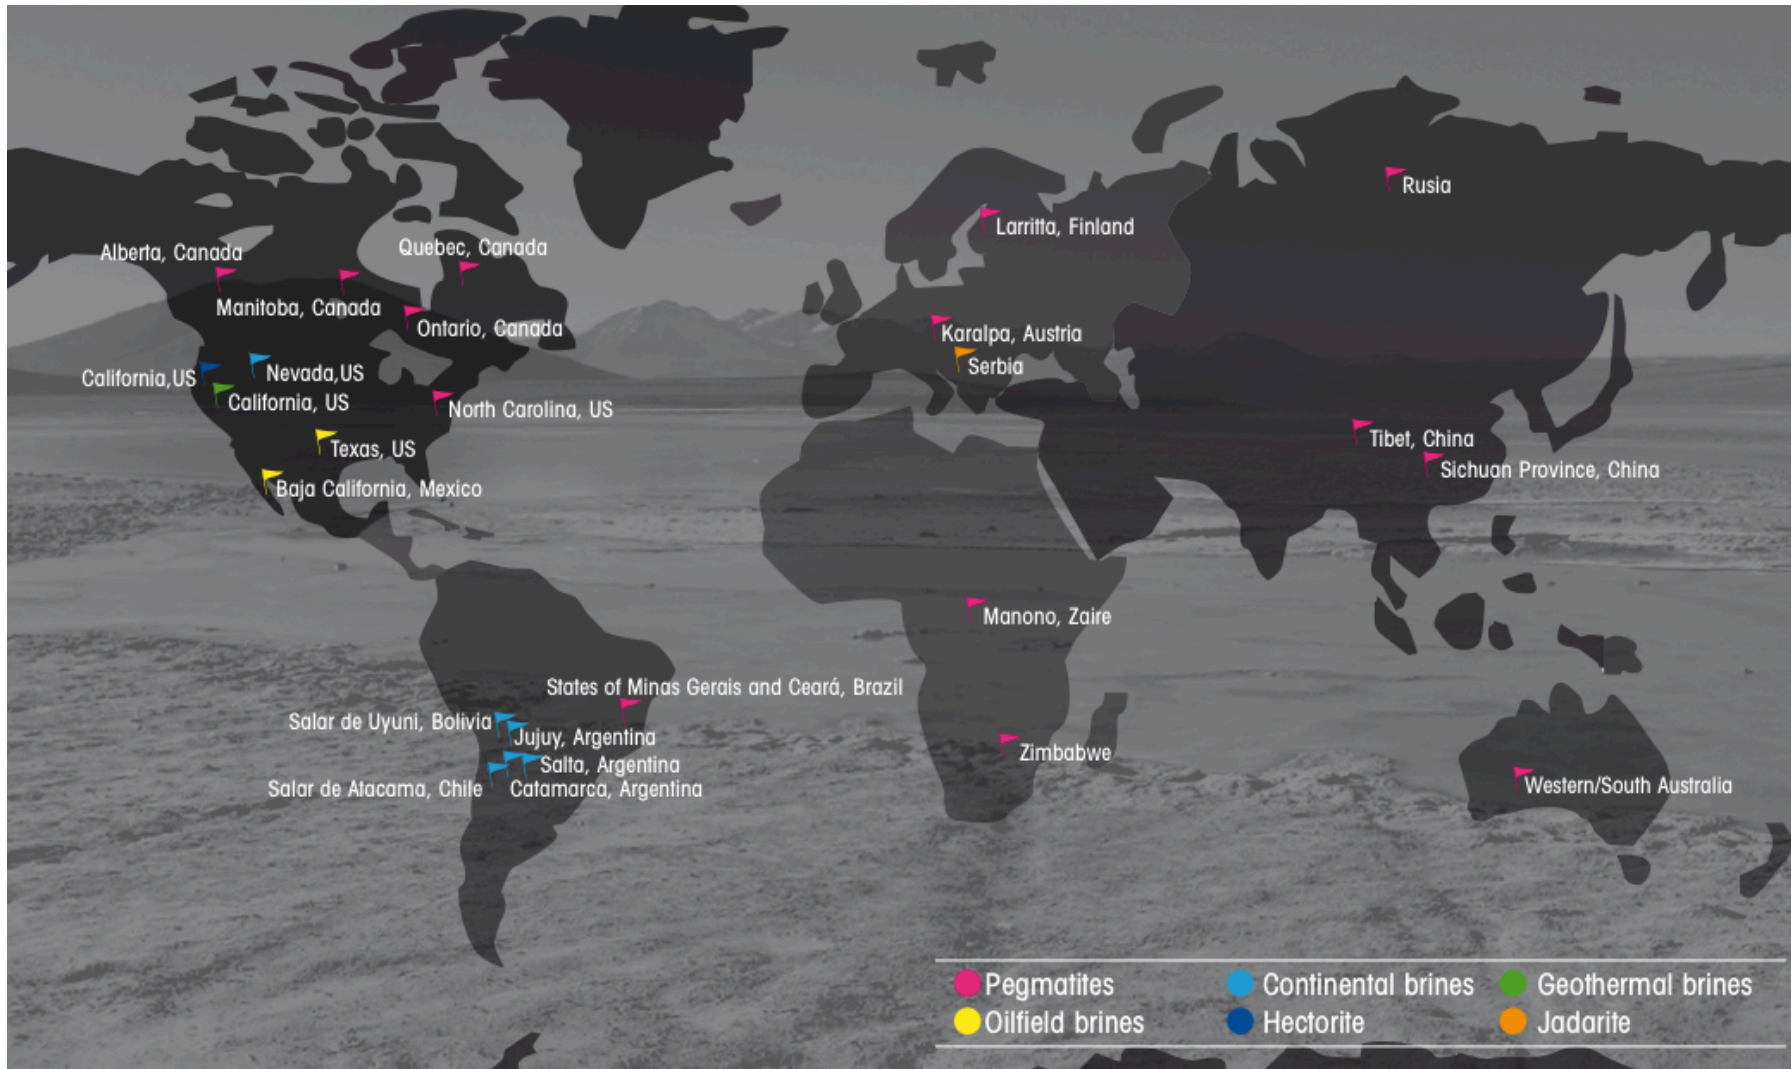 Rusia
Larritta, Finland
Alberta, Canada
Quebec, Canada
Manitoba, Canada
Ontario, Canada
Karalpa, Austria
Serbia
California,US
Nevada,US
California, US
North Carolina, US
Texas, US
Tibet, China
Sichuan Province, China
Baja California, Mexico
Manono, Zaire
States of Minas Gerais and Ceará, Brazil
Salar de Uyuni, Bolivia
Jujuy, Argentina
Zimbabwe
Salta, Argentina
Salar de Atacama, Chile
Catamarca, Argentina
Western/South Australia
Pegmatites
Continental brines
Geothermal brines
Oilfield brines
Hectorite
Jadarite